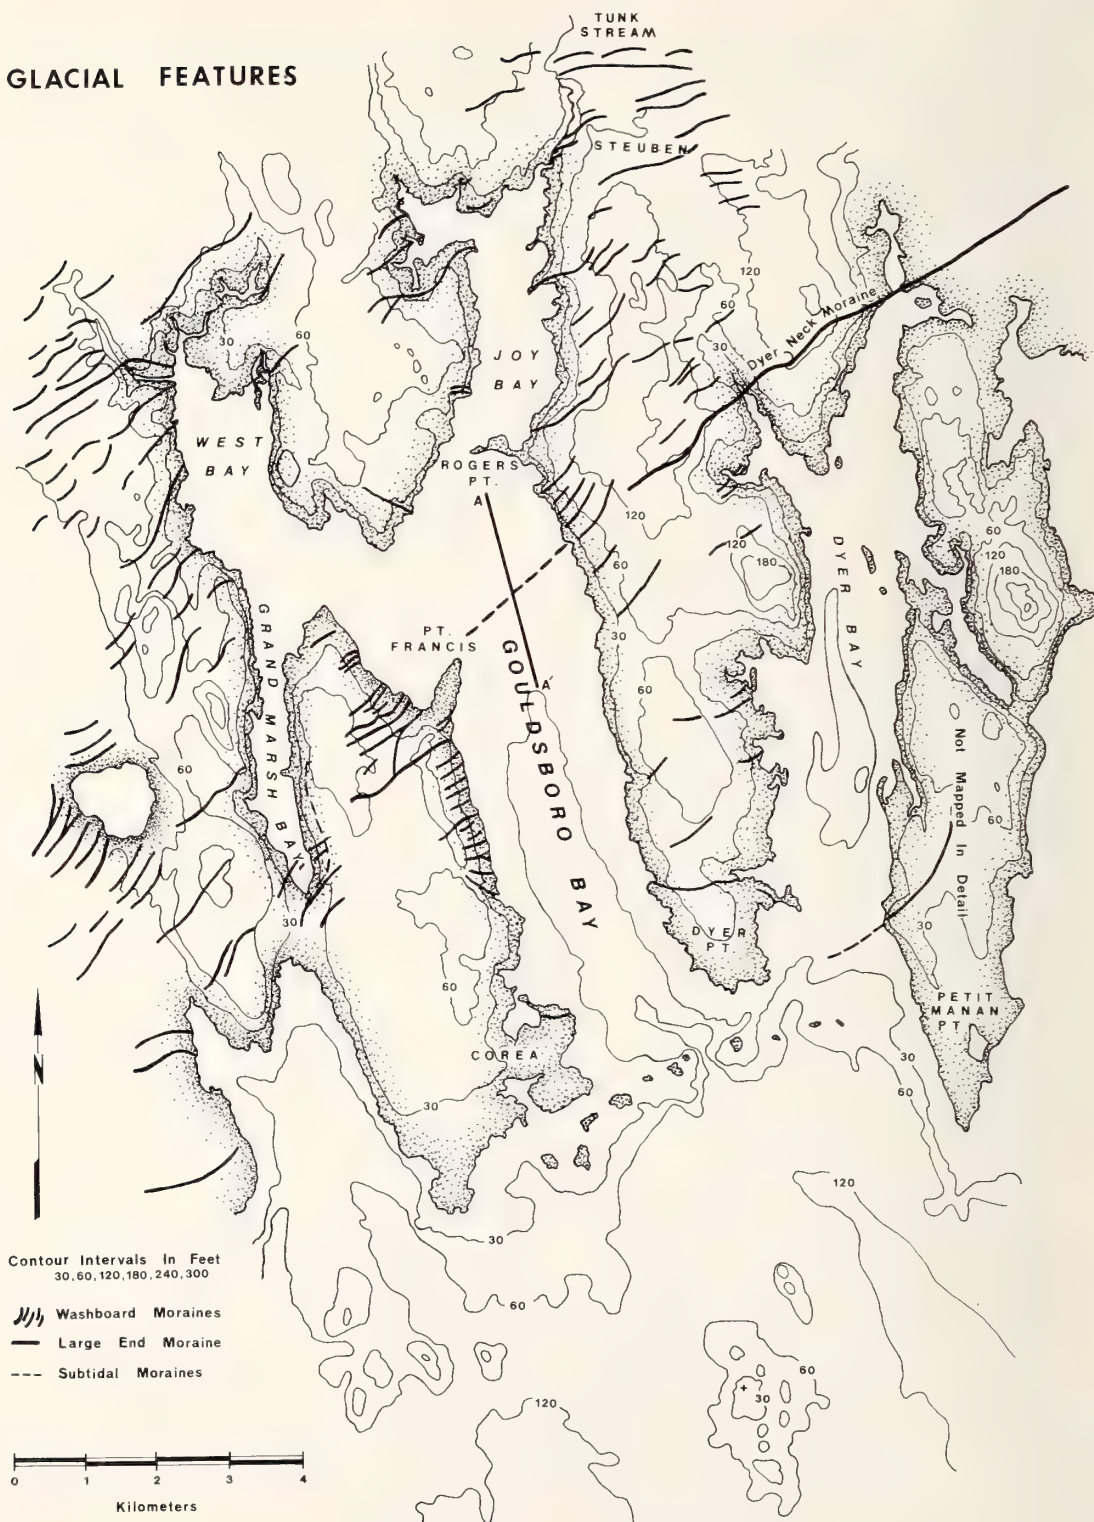 TUNK
STREAM
GLACIAL FEATURES
STEUBEN
120
60
30
Dyer Neck Moraine
30
60
JOY
BAY
WEST
BAY
ROGERS
PT.
A
120
120
180
60
30
DYER BAY
60
120
180
PT.
FRANCIS
GRAND MARSH BAY
A'
GOULDSBORO BAY
60
60
Not Mapped In Detail
60
30
30
DYER
PT.
60
PETIT
MANAN
PT.
COREA
30
30
60
120
30
60
Contour Intervals In Feet
30,60,120,180,240,300
Washboard Moraines
Large End Moraine
Subtidal Moraines
60
30
120
N
0 1 2 3 4
Kilometers